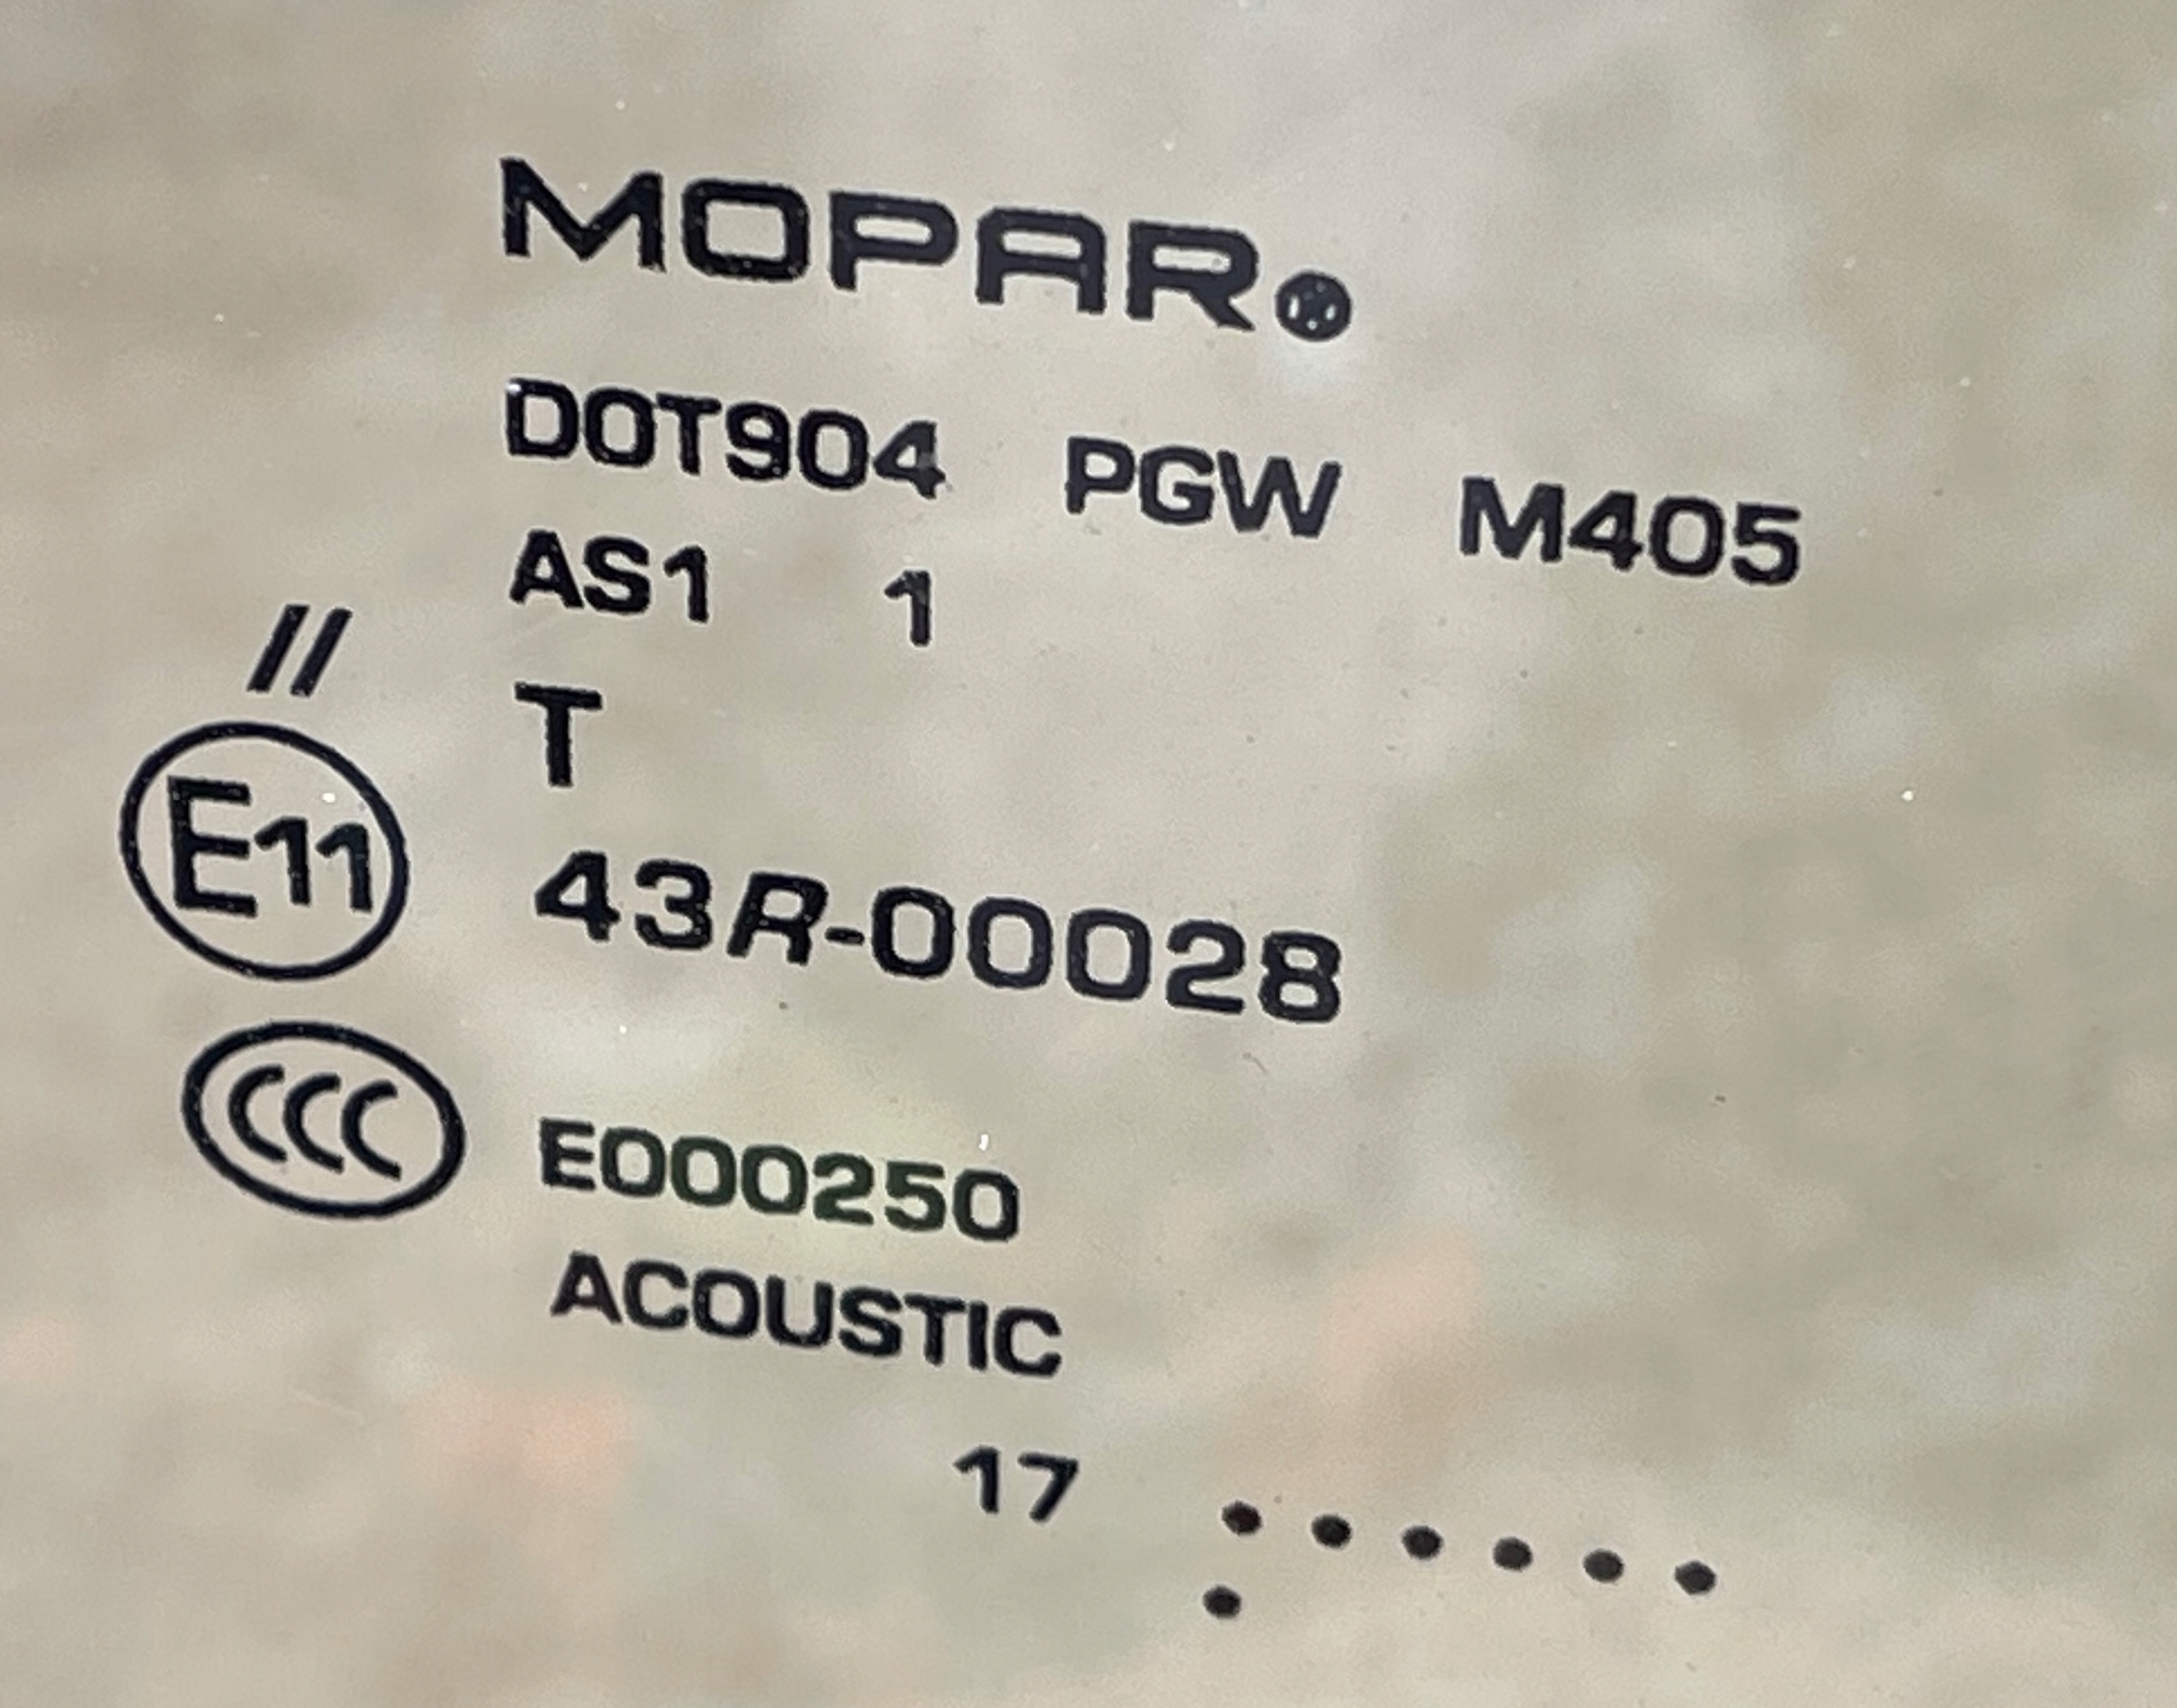 MOPAR®
DOT904 PGW M405
AS1 1
//
T
E11 43R-00028
CCC E000250
ACOUSTIC
17